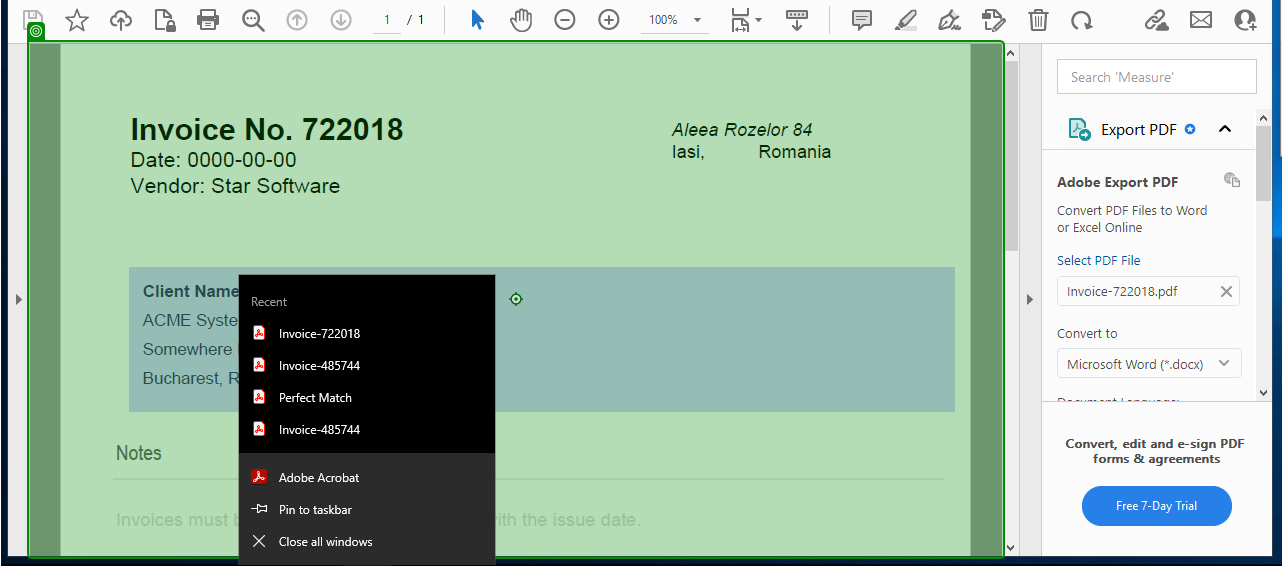 1 / 1
100%
Invoice No. 722018
Date: 0000-00-00
Vendor: Star Software
Aleea Rozelor 84
Iasi, Romania
Client Name
ACME Syste
Somewhere
Bucharest, R
Notes
Invoices must b
with the issue date.
Recent
Invoice-722018
Invoice-485744
Perfect Match
Invoice-485744
Adobe Acrobat
Pin to taskbar
Close all windows
Search 'Measure'
Export PDF
Adobe Export PDF
Convert PDF Files to Word
or Excel Online
Select PDF File
Invoice-722018.pdf
Convert to
Microsoft Word (*.docx)
Document Language:
Convert, edit and e-sign PDF
forms & agreements
Free 7-Day Trial